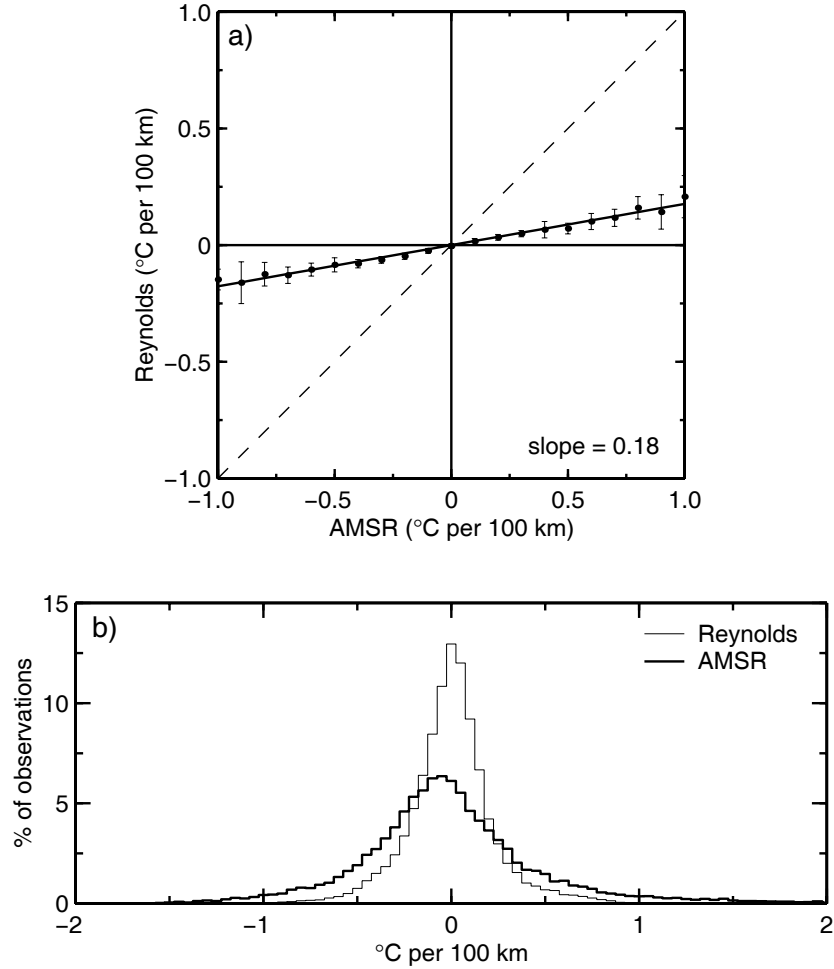 a)
1.0
0.5
0
−0.5
−1.0
Reynolds (°C per 100 km)
slope = 0.18
−1.0 −0.5 0 0.5 1.0
AMSR (°C per 100 km)
b)
15
10
5
0
% of observations
Reynolds
AMSR
−2 −1 0 1 2
°C per 100 km